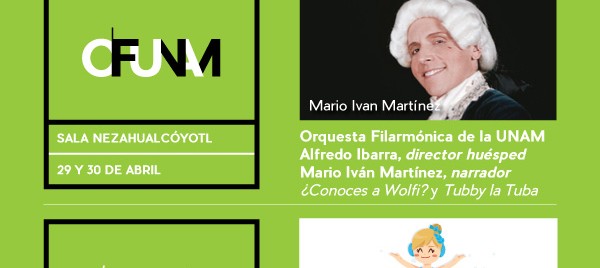 OFUNAM
SALA NEZAHUALCÓYOTL
29 Y 30 DE ABRIL
Mario Ivan Martínez
Orquesta Filarmónica de la UNAM
Alfredo Ibarra, director huésped
Mario Iván Martínez, narrador
¿Conoces a Wolfi? y Tubby la Tuba